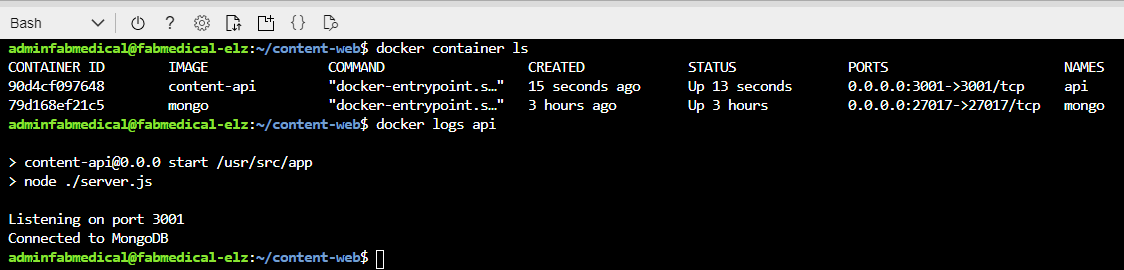 Bash
adminfabmedical@fabmedical-elz:~/content-web$ docker container ls
CONTAINER ID IMAGE COMMAND CREATED STATUS PORTS NAMES
90d4cf097648 content-api "docker-entrypoint.s…" 15 seconds ago Up 13 seconds 0.0.0.0:3001->3001/tcp api
79d168ef21c5 mongo "docker-entrypoint.s…" 3 hours ago Up 3 hours 0.0.0.0:27017->27017/tcp mongo
adminfabmedical@fabmedical-elz:~/content-web$ docker logs api
> content-api@0.0.0 start /usr/src/app
> node ./server.js
Listening on port 3001
Connected to MongoDB
adminfabmedical@fabmedical-elz:~/content-web$